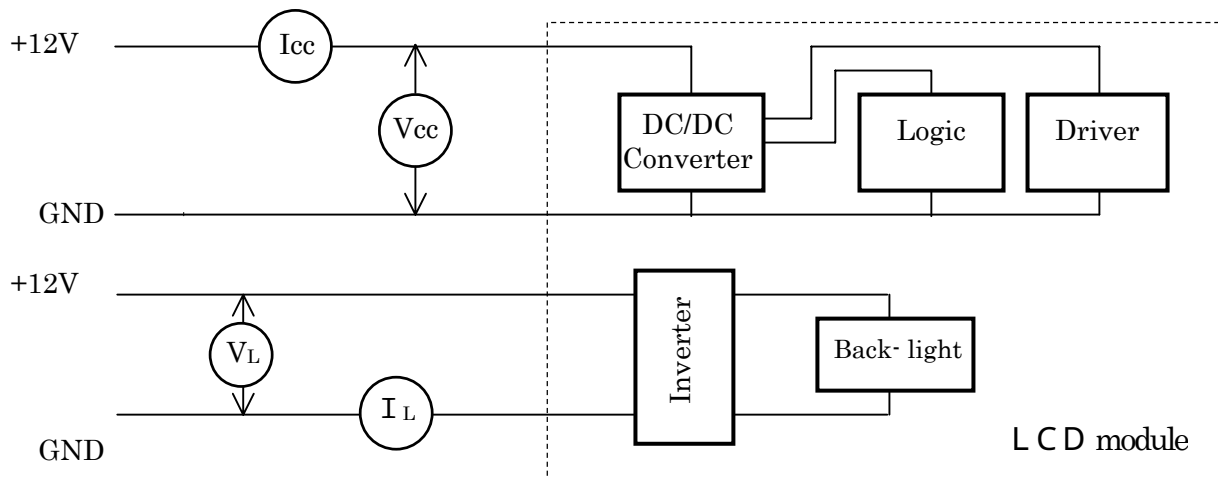 +12V
Icc
Vcc
DC/DC
Converter
Logic
Driver
GND
+12V
VL
IL
Inverter
Back- light
GND
LCD module